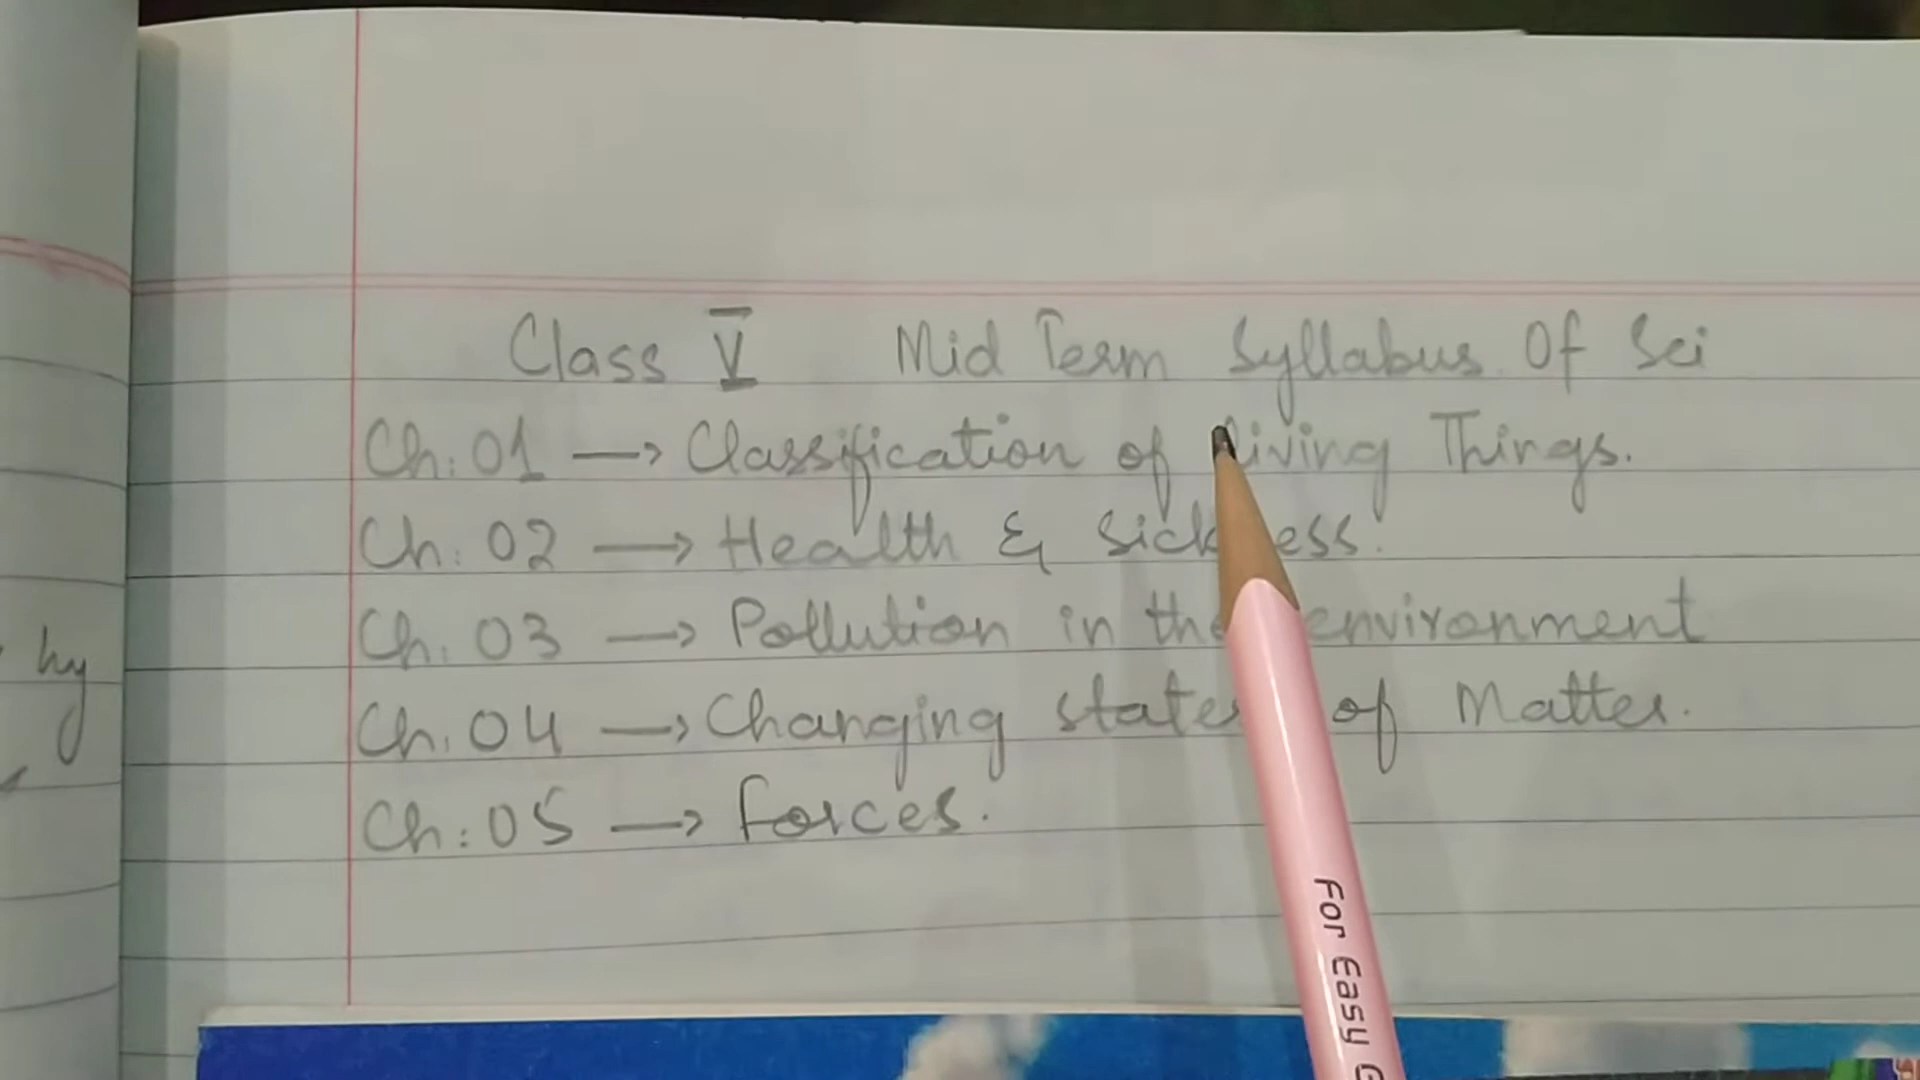 Class V Mid Term Syllabus Of Sci
Ch: 01 → Classification of Living Things.
Ch: 02 → Health & Sickness.
Ch: 03 → Pollution in the environment
Ch: 04 → Changing states of Matter.
Ch: 05 → Forces.
hy
For Easy